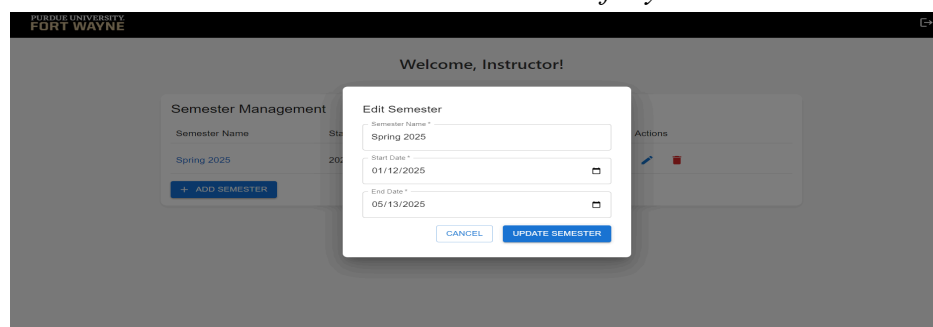 PURDUE UNIVERSITY.
FORT WAYNE
Welcome, Instructor!
Semester Management
Semester Name
Actions
Spring 2025
+ ADD SEMESTER
Edit Semester
Semester Name *
Spring 2025
Start Date *
01/12/2025
End Date *
05/13/2025
CANCEL
UPDATE SEMESTER